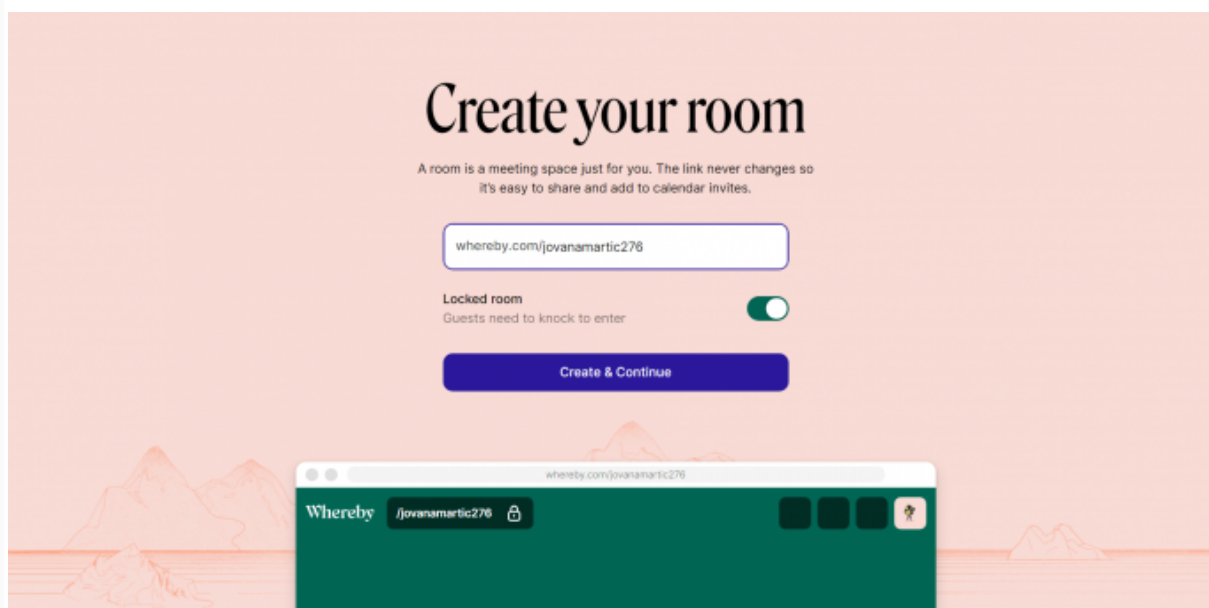 Create your room
A room is a meeting space just for you. The link never changes so
it's easy to share and add to calendar invites.
whereby.com/jovanamartic276
Locked room
Guests need to knock to enter
Create & Continue
whereby.com/jovanamartic276
Whereby /jovanamartic276